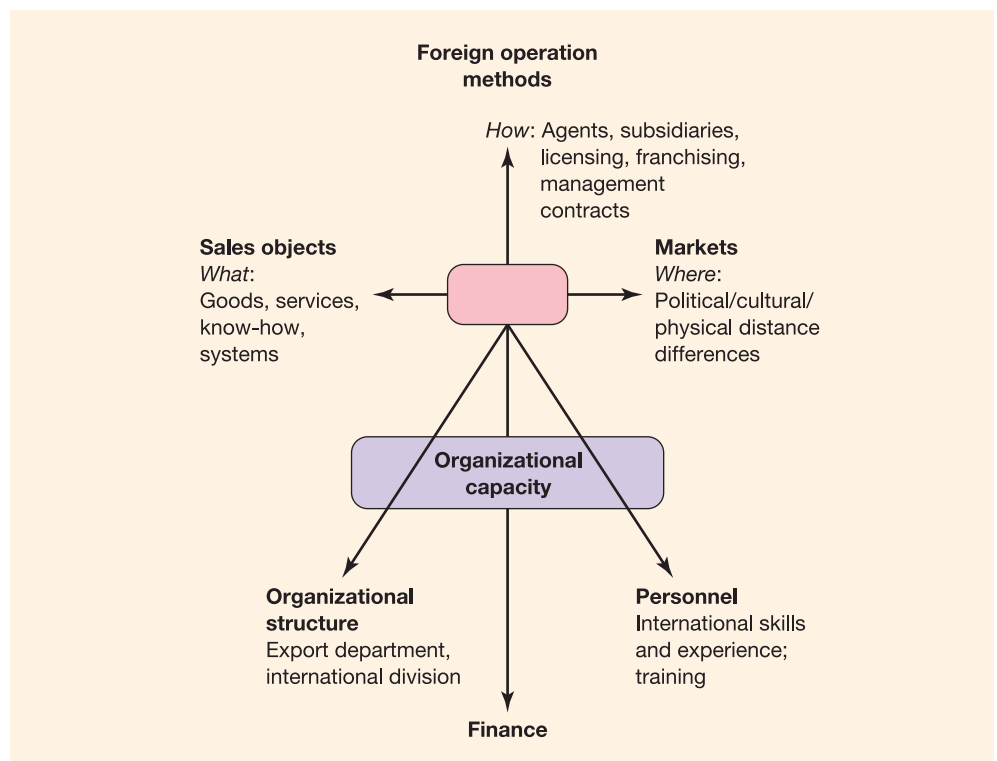 Foreign operation
methods
How: Agents, subsidiaries,
licensing, franchising,
management
contracts
Sales objects
What:
Goods, services,
know-how,
systems
Markets
Where:
Political/cultural/
physical distance
differences
Organizational
capacity
Organizational
structure
Export department,
international division
Personnel
International skills
and experience;
training
Finance